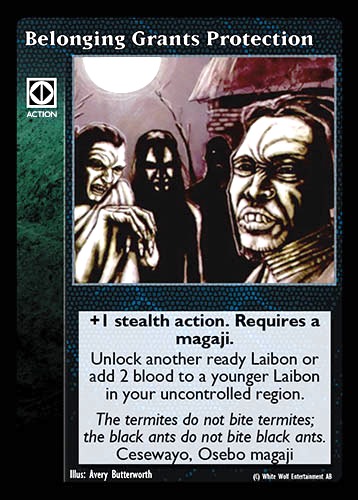 Belonging Grants Protection
ACTION
+1 stealth action. Requires a
magaji.
Unlock another ready Laibon or
add 2 blood to a younger Laibon
in your uncontrolled region.
The termites do not bite termites;
the black ants do not bite black ants.
Cesewayo, Osebo magaji
Illus: Avery Butterworth
(C) White Wolf Entertainment AB